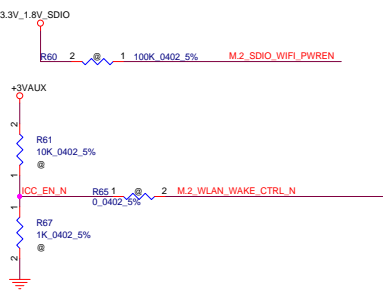 3.3V_1.8V_SDIO
R60 2 @ 1 100K_0402_5% M.2_SDIO_WIFI_PWREN
+3VAUX
2
R61
10K_0402_5%
@
1
ICC_EN_N R65 1 @ 2 M.2_WLAN_WAKE_CTRL_N
0_0402_5%
1
R67
1K_0402_5%
@
2